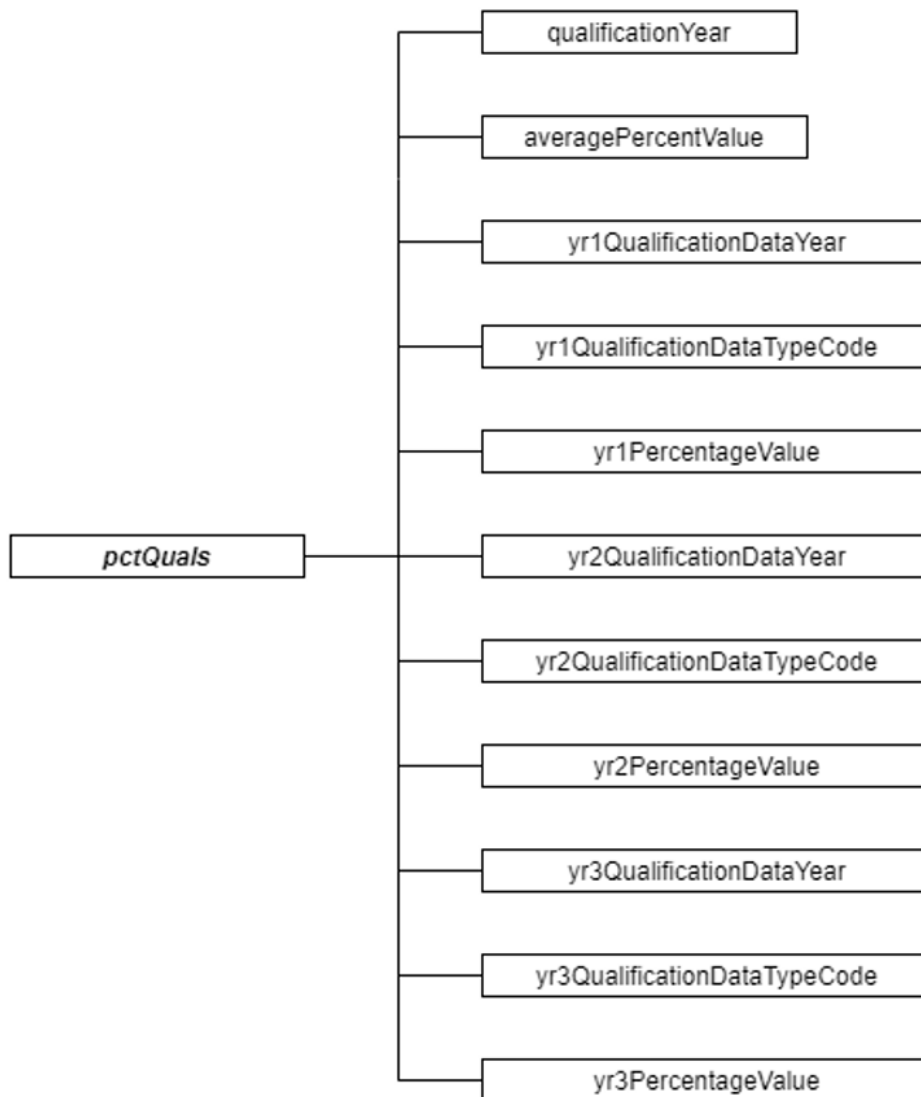 qualificationYear
averagePercentValue
yr1QualificationDataYear
yr1QualificationDataTypeCode
yr1PercentageValue
pctQuals
yr2QualificationDataYear
yr2QualificationDataTypeCode
yr2PercentageValue
yr3QualificationDataYear
yr3QualificationDataTypeCode
yr3PercentageValue